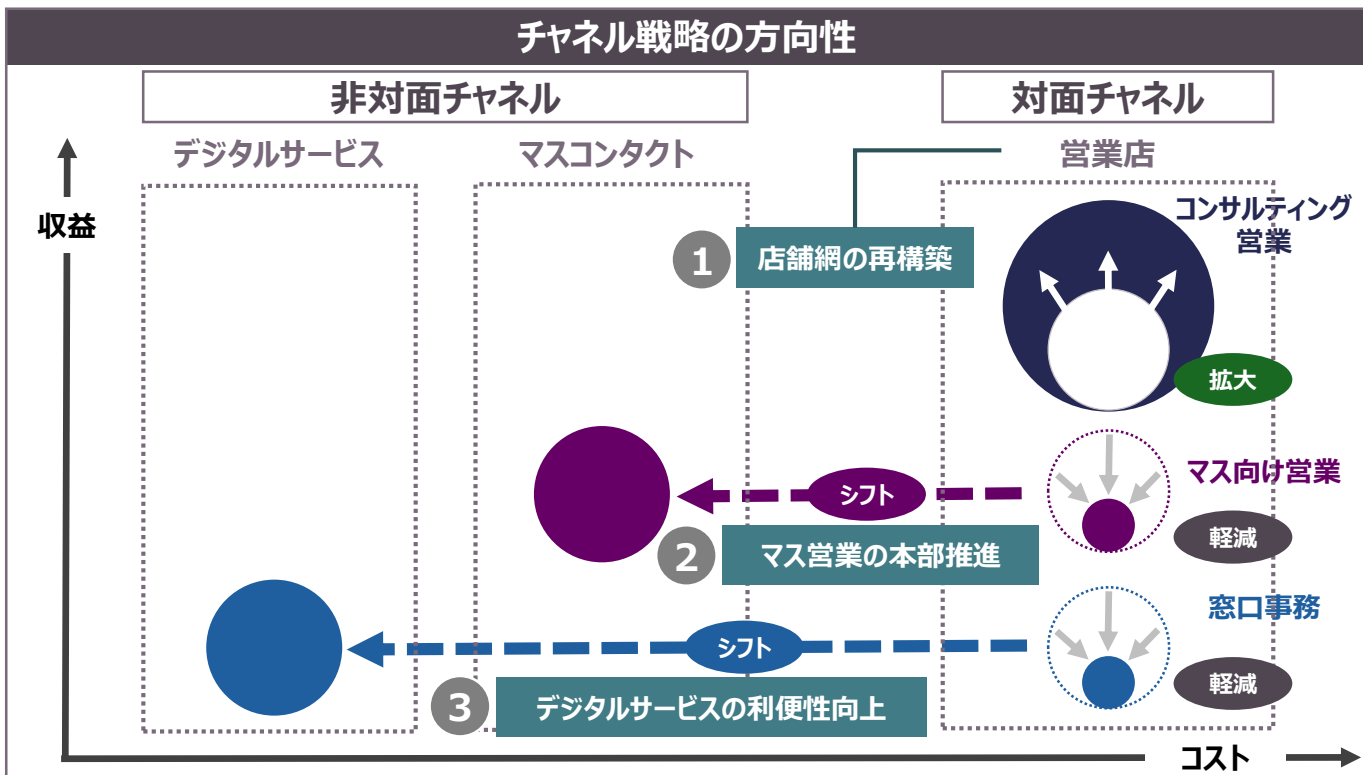 チャネル戦略の方向性
非対面チャネル
対面チャネル
デジタルサービス
マスコンタクト
営業店
収益
コンサルティング
営業
1
店舗網の再構築
拡大
マス向け営業
シフト
軽減
2
マス営業の本部推進
窓口事務
シフト
軽減
3
デジタルサービスの利便性向上
コスト